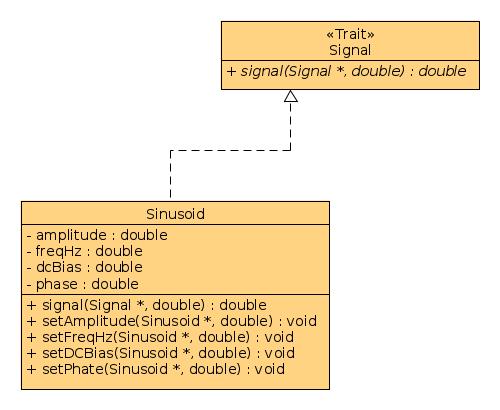 «Trait»
Signal
+ signal(Signal *, double) : double
Sinusoid
- amplitude : double
- freqHz : double
- dcBias : double
- phase : double
+ signal(Signal *, double) : double
+ setAmplitude(Sinusoid *, double) : void
+ setFreqHz(Sinusoid *, double) : void
+ setDCBias(Sinusoid *, double) : void
+ setPhate(Sinusoid *, double) : void